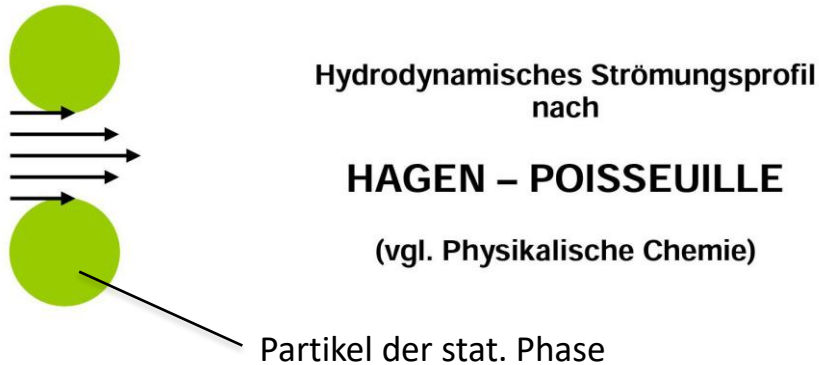 Hydrodynamisches Strömungsprofil
nach
HAGEN – POISSEUILLE
(vgl. Physikalische Chemie)
Partikel der stat. Phase